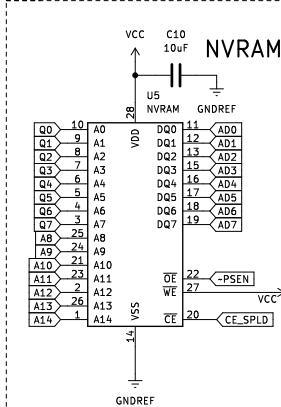 VCC
C10
10uF
NVRAM
U5
NVRAM
GNDREF
28
VDD
Q0 10 A0 DQ0 11 AD0
Q1 9 A1 DQ1 12 AD1
Q2 8 A2 DQ2 13 AD2
Q3 7 A3 DQ3 15 AD3
Q4 6 A4 DQ4 16 AD4
Q5 5 A5 DQ5 17 AD5
Q6 4 A6 DQ6 18 AD6
Q7 3 A7 DQ7 19 AD7
A8 25 A8
A9 24 A9
A10 21 A10
A11 23 A11 OE 22 ~PSEN
A12 2 A12 WE 27 VCC
A13 26 A13
A14 1 A14 CE 20 CE_SPLD
VSS
14
GNDREF